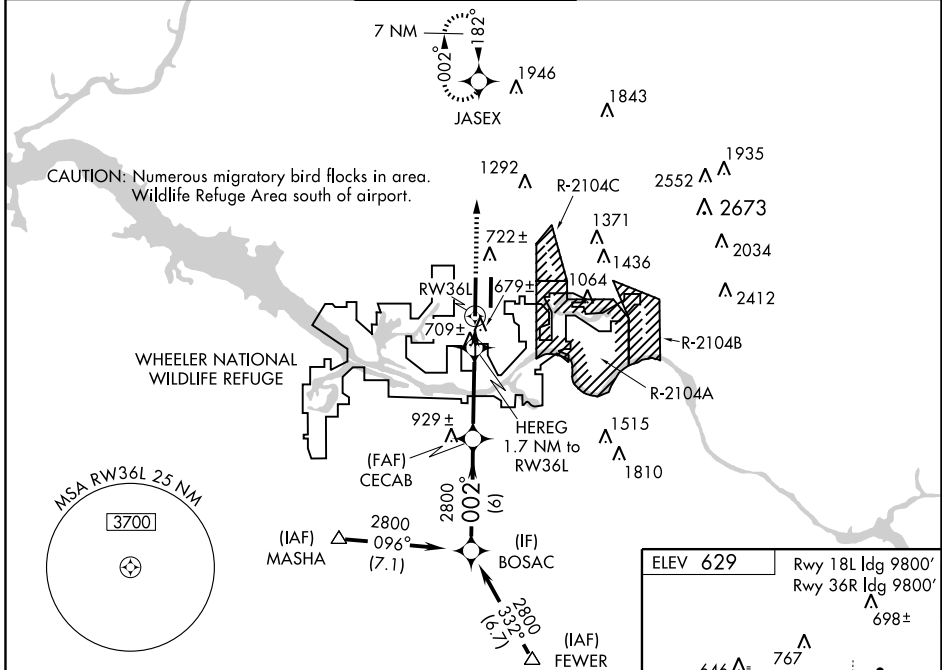 7 NM
182°
002°
JASEX
1946
1843
CAUTION: Numerous migratory bird flocks in area.
Wildlife Refuge Area south of airport.
1292
R-2104C
1935
2552
2673
1371
722±
2034
1436
RW36L
679±
1064
2412
709±
R-2104B
WHEELER NATIONAL
WILDLIFE REFUGE
R-2104A
929±
HEREG
1.7 NM to
RW36L
1515
1810
(FAF)
CECAB
MSA RW36L 25 NM
3700
2800
002°
(6)
(IAF)
MASHA
2800
096°
(7.1)
(IF)
BOSAC
2800
332°
(6.7)
(IAF)
FEWER
ELEV 629
Rwy 18L ldg 9800'
Rwy 36R ldg 9800'
698±
767